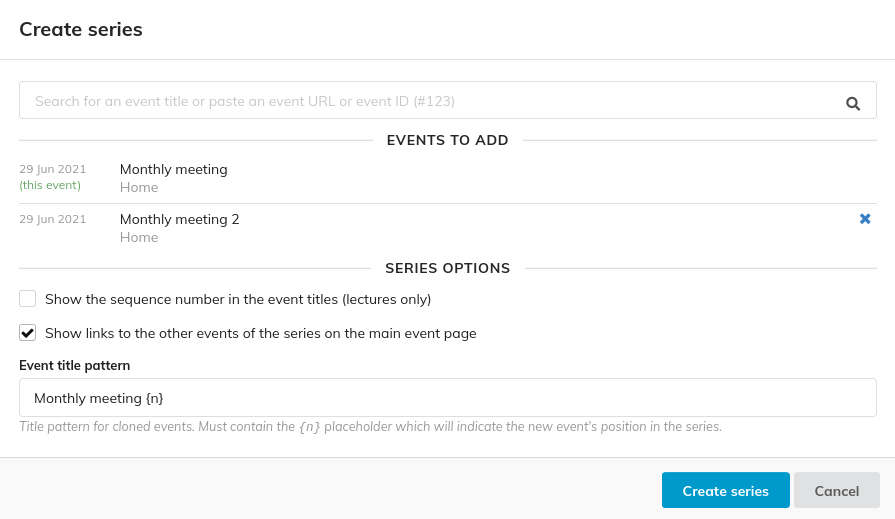 Create series
Search for an event title or paste an event URL or event ID (#123)
EVENTS TO ADD
29 Jun 2021 Monthly meeting
(this event) Home
29 Jun 2021 Monthly meeting 2
Home
SERIES OPTIONS
Show the sequence number in the event titles (lectures only)
Show links to the other events of the series on the main event page
Event title pattern
Monthly meeting {n}
Title pattern for cloned events. Must contain the {n} placeholder which will indicate the new event's position in the series.
Create series Cancel